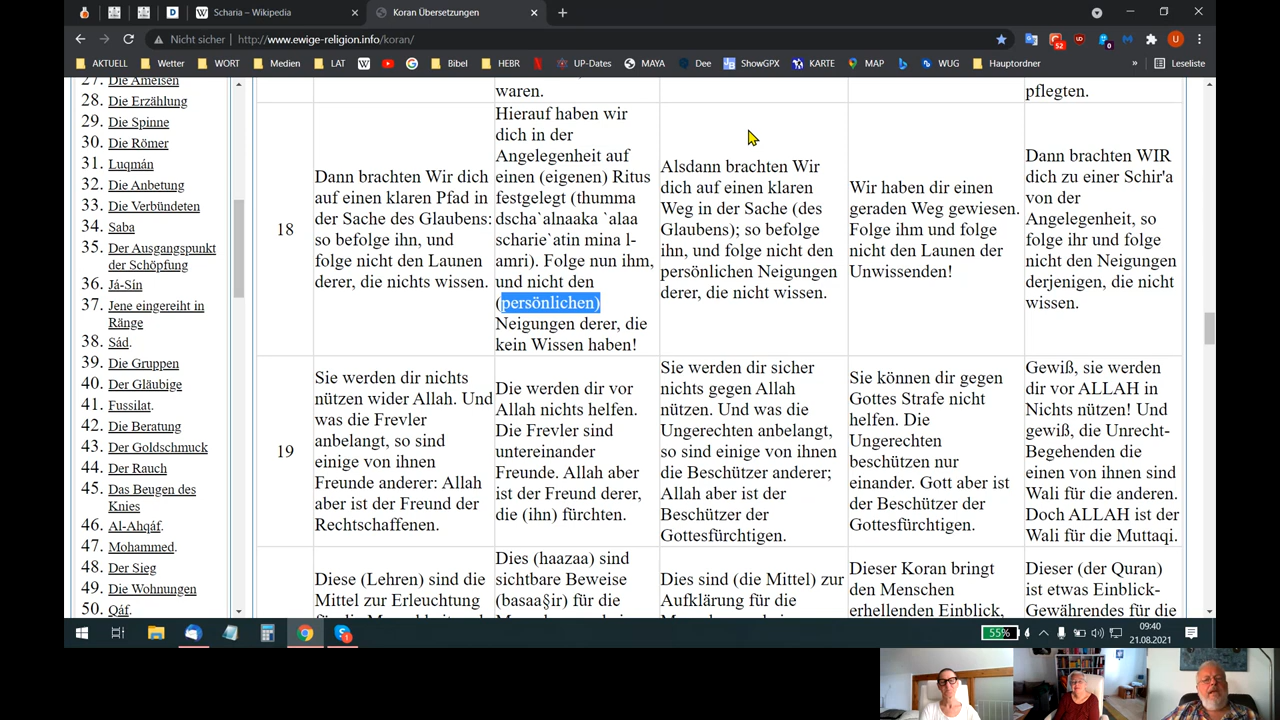 Scharia – Wikipedia
Koran Übersetzungen
Nicht sicher
http://www.ewige-religion.info/koran/
AKTUELL
Wetter
WORT
Medien
LAT
Bibel
HEBR
UP-Dates
MAYA
Dee
ShowGPX
KARTE
MAP
WUG
Hauptordner
»
Leseliste
52
0
U
27. Die Ameisen
28. Die Erzählung
29. Die Spinne
30. Die Römer
31. Luqmán
32. Die Anbetung
33. Die Verbündeten
34. Saba
35. Der Ausgangspunkt
der Schöpfung
36. Já-Sín
37. Jene eingereiht in
Ränge
38. Sád.
39. Die Gruppen
40. Der Gläubige
41. Fussilat.
42. Die Beratung
43. Der Goldschmuck
44. Der Rauch
45. Das Beugen des
Knies
46. Al-Ahqáf.
47. Mohammed.
48. Der Sieg
49. Die Wohnungen
50. Qáf.
waren.
pflegten.
18
Dann brachten Wir dich
auf einen klaren Pfad in
der Sache des Glaubens:
so befolge ihn, und
folge nicht den Launen
derer, die nichts wissen.
Hierauf haben wir
dich in der
Angelegenheit auf
einen (eigenen) Ritus
festgelegt (thumma
dscha`alnaaka `alaa
scharie`atin mina l-
amri). Folge nun ihm,
und nicht den
(persönlichen)
Neigungen derer, die
kein Wissen haben!
Alsdann brachten Wir
dich auf einen klaren
Weg in der Sache (des
Glaubens); so befolge
ihn, und folge nicht den
persönlichen Neigungen
derer, die nicht wissen.
Wir haben dir einen
geraden Weg gewiesen.
Folge ihm und folge
nicht den Launen der
Unwissenden!
Dann brachten WIR
dich zu einer Schir'a
von der
Angelegenheit, so
folge ihr und folge
nicht den Neigungen
derjenigen, die nicht
wissen.
19
Sie werden dir nichts
nützen wider Allah. Und
was die Frevler
anbelangt, so sind
einige von ihnen
Freunde anderer: Allah
aber ist der Freund der
Rechtschaffenen.
Die werden dir vor
Allah nichts helfen.
Die Frevler sind
untereinander
Freunde. Allah aber
ist der Freund derer,
die (ihn) fürchten.
Sie werden dir sicher
nichts gegen Allah
nützen. Und was die
Ungerechten anbelangt,
so sind einige von ihnen
die Beschützer anderer;
Allah aber ist der
Beschützer der
Gottesfürchtigen.
Sie können dir gegen
Gottes Strafe nicht
helfen. Die
Ungerechten
beschützen nur
einander. Gott aber ist
der Beschützer der
Gottesfürchtigen.
Gewiß, sie werden
dir vor ALLAH in
Nichts nützen! Und
gewiß, die Unrecht-
Begehenden die
einen von ihnen sind
Wali für die anderen.
Doch ALLAH ist der
Wali für die Muttaqi.
Diese (Lehren) sind die
Mittel zur Erleuchtung
Dies (haazaa) sind
sichtbare Beweise
(basaa§ir) für die
Dies sind (die Mittel) zur
Aufklärung für die
Dieser Koran bringt
den Menschen
erhellenden Einblick,
Dieser (der Quran)
ist etwas Einblick-
Gewährendes für die
55%
09:40
21.08.2021